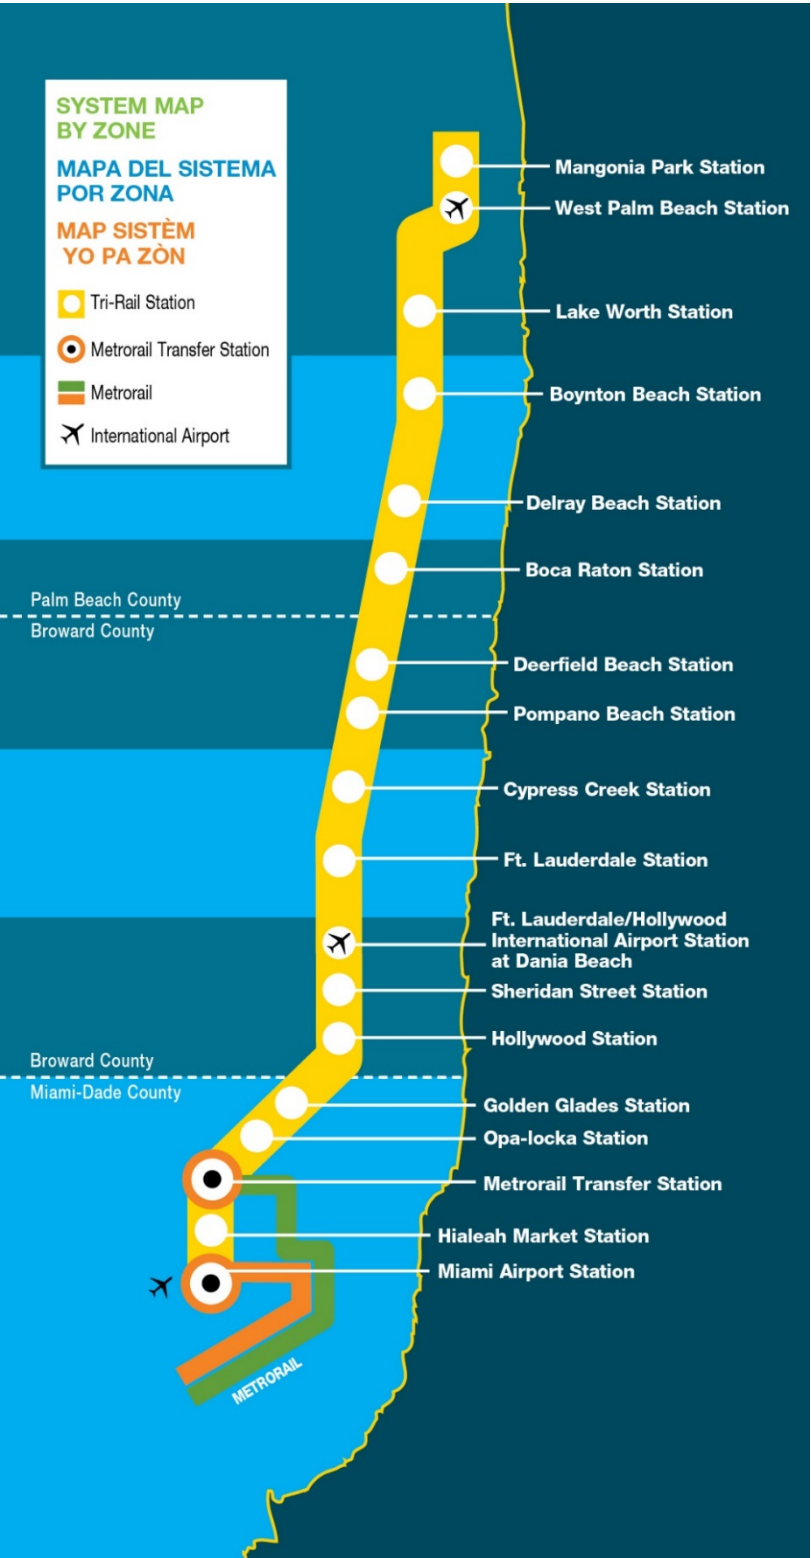 SYSTEM MAP
BY ZONE
MAPA DEL SISTEMA
POR ZONA
MAP SISTÈM
YO PA ZÒN
Tri-Rail Station
Metrorail Transfer Station
Metrorail
International Airport
Mangonia Park Station
West Palm Beach Station
Lake Worth Station
Boynton Beach Station
Delray Beach Station
Boca Raton Station
Palm Beach County
Broward County
Deerfield Beach Station
Pompano Beach Station
Cypress Creek Station
Ft. Lauderdale Station
Ft. Lauderdale/Hollywood
International Airport Station
at Dania Beach
Sheridan Street Station
Hollywood Station
Broward County
Miami-Dade County
Golden Glades Station
Opa-locka Station
Metrorail Transfer Station
Hialeah Market Station
Miami Airport Station
METRORAIL